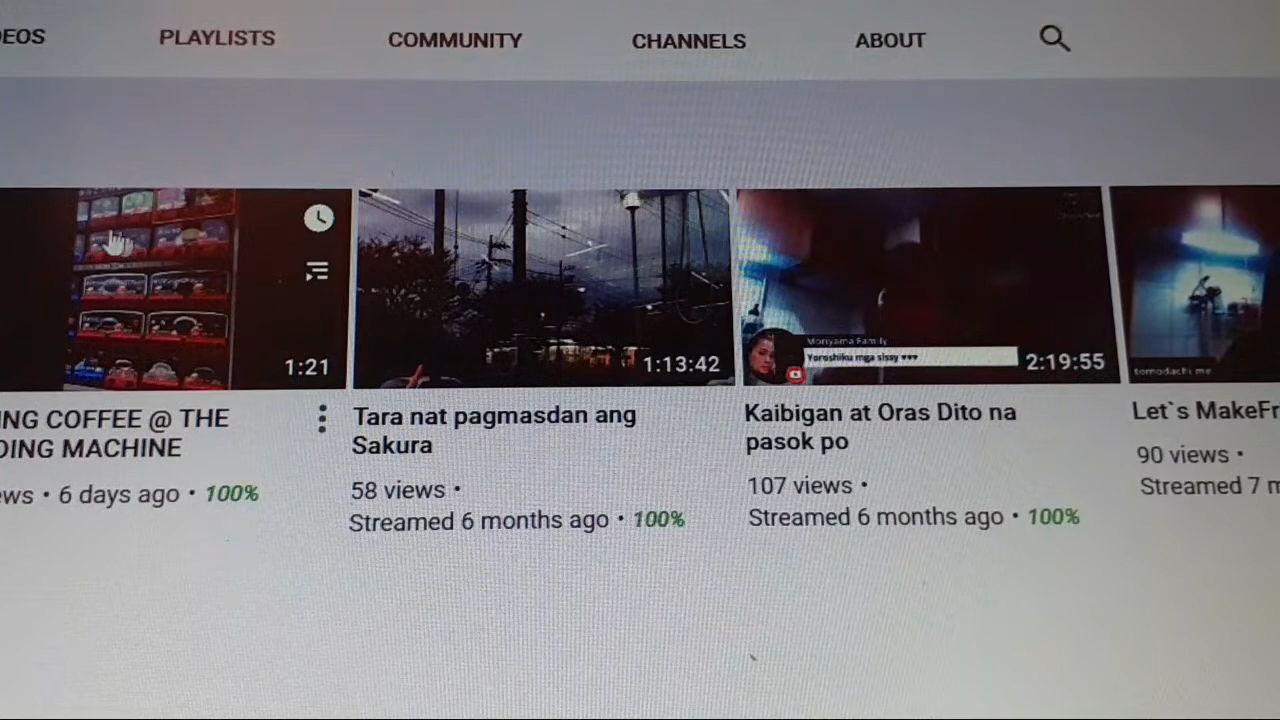 DEOS PLAYLISTS COMMUNITY CHANNELS ABOUT
1:21
1:13:42
Monyama Family
Yoroshiku mga sissy ♥♥♥
2:19:55
tomodachi me
ING COFFEE @ THE
DING MACHINE
ews • 6 days ago • 100%
Tara nat pagmasdan ang
Sakura
58 views •
Streamed 6 months ago • 100%
Kaibigan at Oras Dito na
pasok po
107 views •
Streamed 6 months ago • 100%
Let`s MakeFr
90 views •
Streamed 7 m